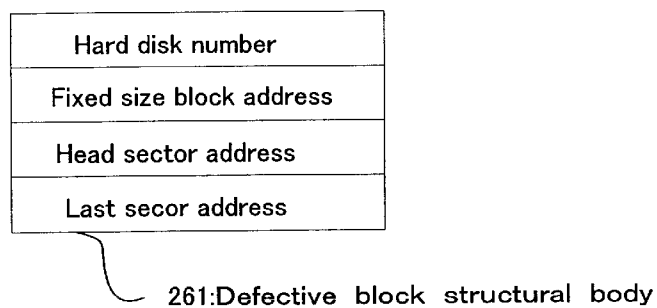 Hard disk number
Fixed size block address
Head sector address
Last secor address
261:Defective block structural body